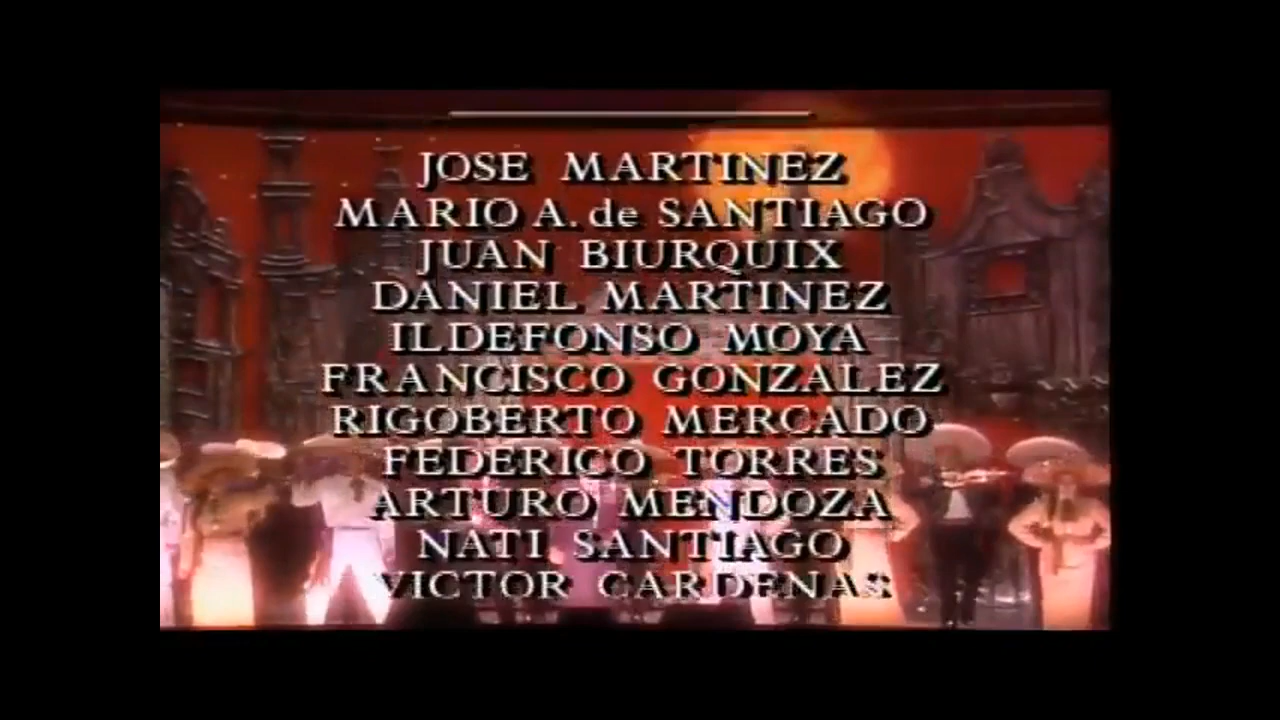 JOSE MARTINEZ
MARIO A. de SANTIAGO
JUAN BIURQUIX
DANIEL MARTINEZ
ILDEFONSO MOYA
FRANCISCO GONZALEZ
RIGOBERTO MERCADO
FEDERICO TORRES
ARTURO MENDOZA
NATI SANTIAGO
VICTOR CARDENAS